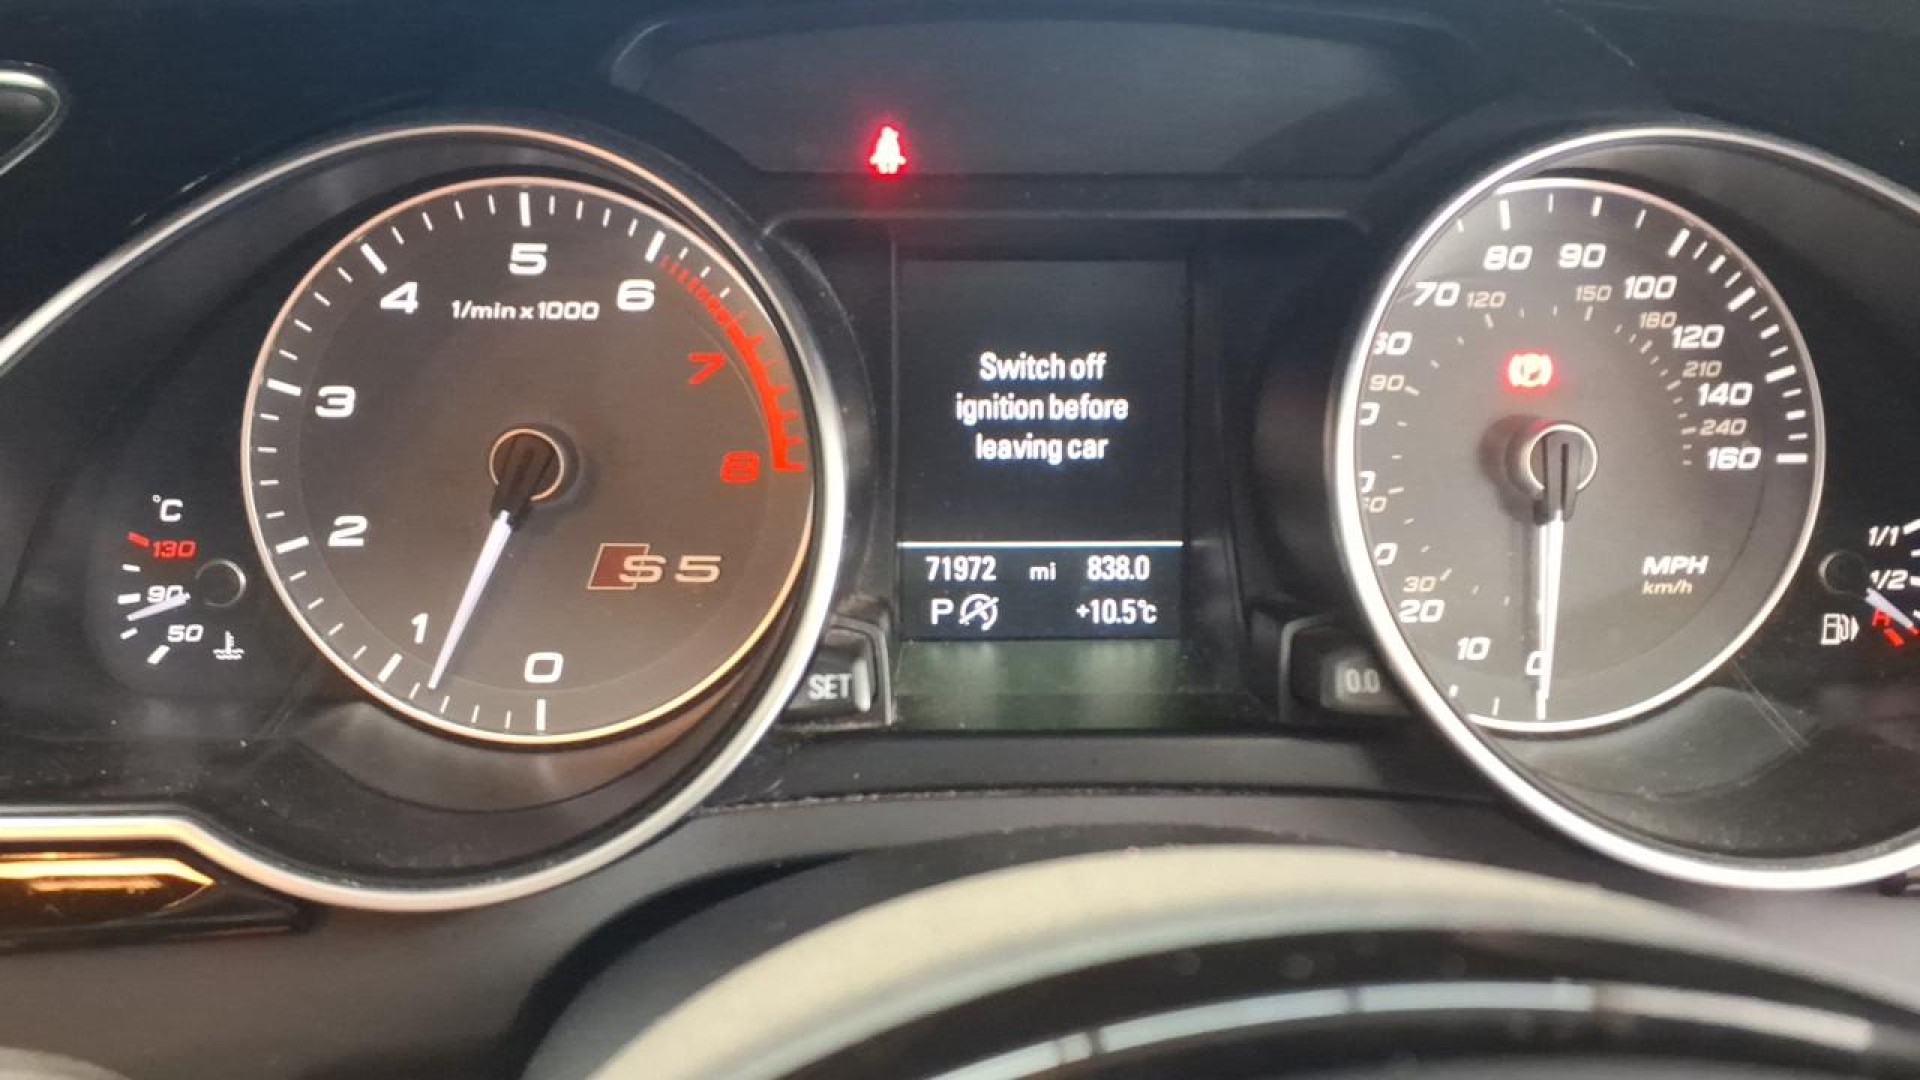 5
4
6
1/min x 1000
3
7
2
8
S5
1
0
°C
130
90
50
Switch off
ignition before
leaving car
71972 mi 838.0
P +10.5°C
SET
0.0
80 90
70 120 150 100
180 120
90 210
140
240
160
MPH
km/h
30
20
10
1/1
1/2
R